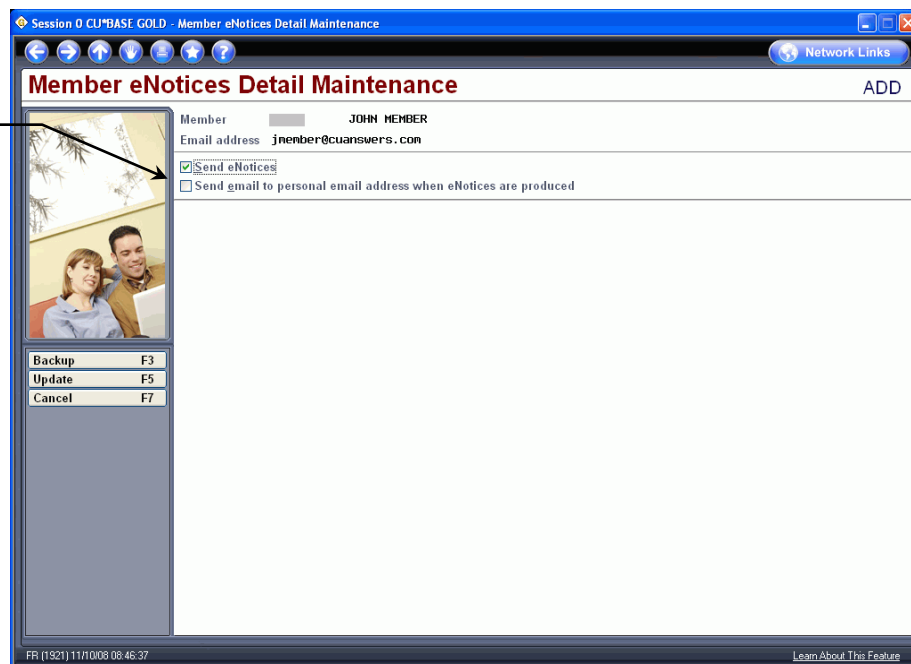 Session 0 CU*BASE GOLD - Member eNotices Detail Maintenance
Network Links
Member eNotices Detail Maintenance ADD
Member JOHN MEMBER
Email address jmember@cuanswers.com
Send eNotices
Send email to personal email address when eNotices are produced
Backup F3
Update F5
Cancel F7
FR (1921) 11/10/08 08:46:37 Learn About This Feature